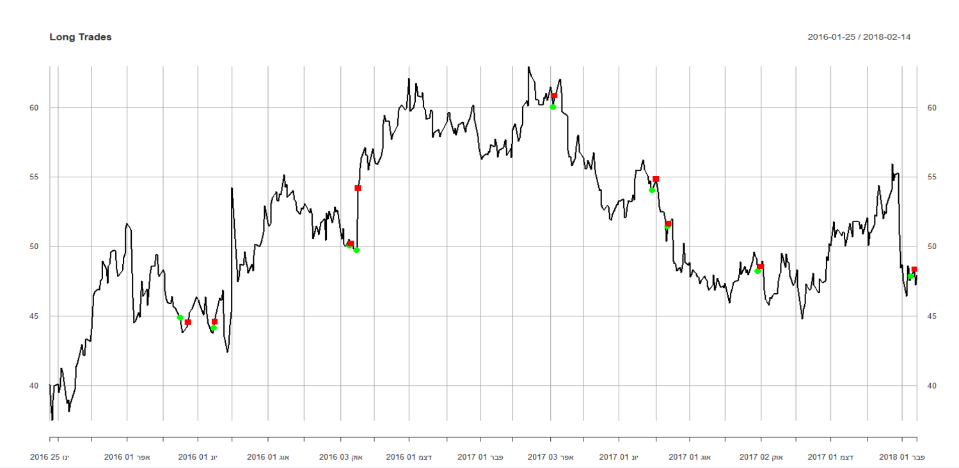 Long Trades
2016-01-25 / 2018-02-14
60 60
55 55
50 50
45 45
40 40
ינו 25 2016
אפר 01 2016
יונ 01 2016
אוג 01 2016
אוק 03 2016
דצמ 01 2016
פבר 01 2017
אפר 03 2017
יונ 01 2017
אוג 01 2017
אוק 02 2017
דצמ 01 2017
פבר 01 2018